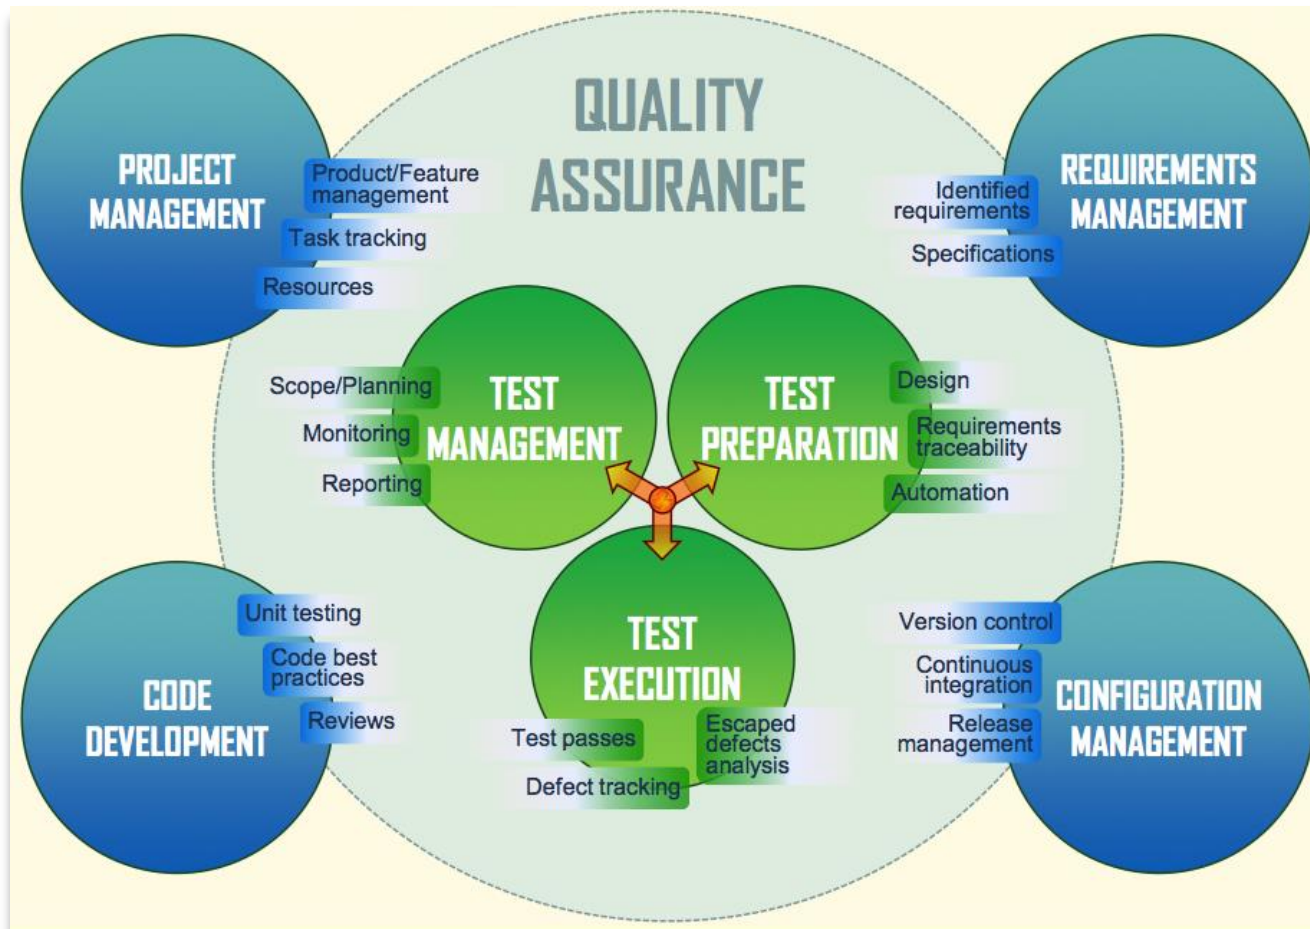 QUALITY
ASSURANCE
PROJECT
MANAGEMENT
Product/Feature
management
Task tracking
Resources
REQUIREMENTS
MANAGEMENT
Identified
requirements
Specifications
TEST
MANAGEMENT
Scope/Planning
Monitoring
Reporting
TEST
PREPARATION
Design
Requirements
traceability
Automation
TEST
EXECUTION
Test passes
Defect tracking
Escaped
defects
analysis
CODE
DEVELOPMENT
Unit testing
Code best
practices
Reviews
CONFIGURATION
MANAGEMENT
Version control
Continuous
integration
Release
management